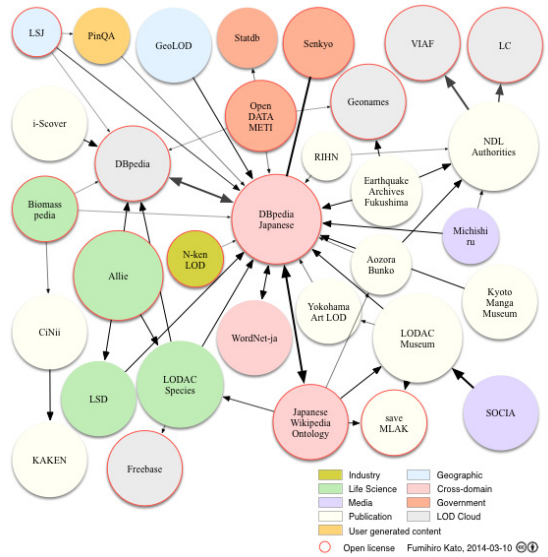 LSJ
PinQA
GeoLOD
Statdb
Senkyo
VIAF
LC
i-Scover
Open
DATA
METI
Geonames
DBpedia
RIHN
NDL
Authorities
Biomass
pedia
DBpedia
Japanese
Earthquake
Archives
Fukushima
Michishi
ru
N-ken
LOD
Allie
Aozora
Bunko
CiNii
WordNet-ja
Yokohama
Art LOD
Kyoto
Manga
Museum
LODAC
Museum
LSD
LODAC
Species
Japanese
Wikipedia
Ontology
save
MLAK
SOCIA
KAKEN
Freebase
Industry
Geographic
Life Science
Cross-domain
Media
Government
Publication
LOD Cloud
User generated content
Open license
Fumihiro Kato, 2014-03-10